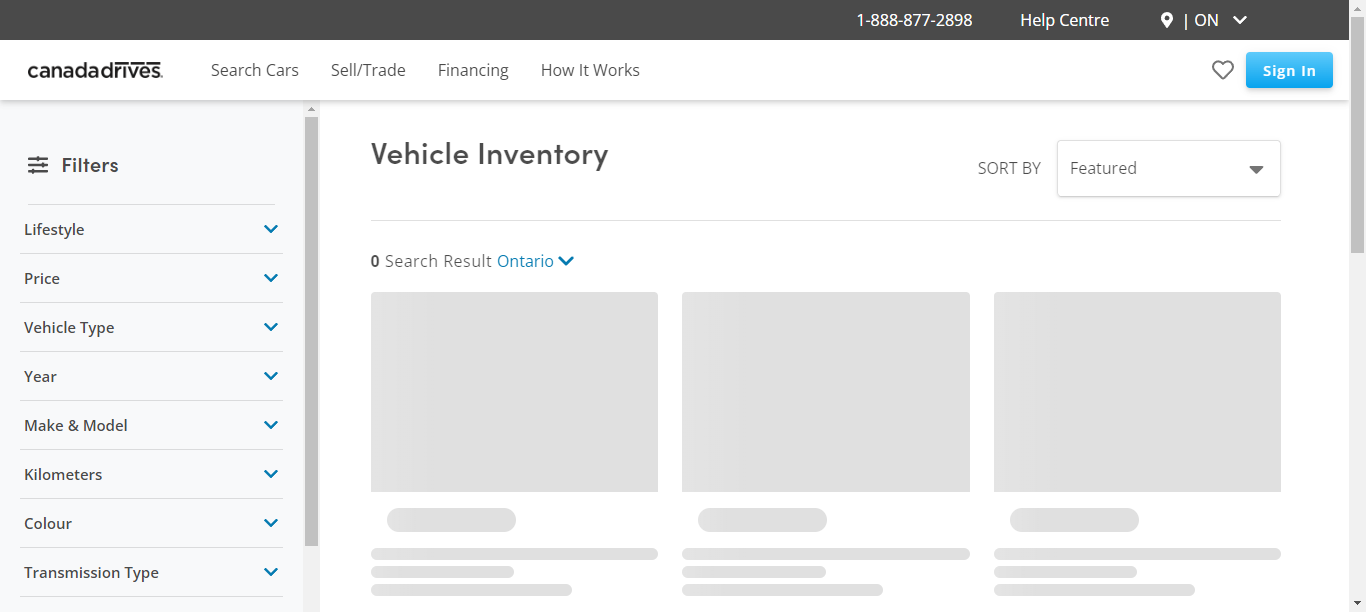 1-888-877-2898 Help Centre | ON
canadadrives Search Cars Sell/Trade Financing How It Works Sign In
Filters
Lifestyle
Price
Vehicle Type
Year
Make & Model
Kilometers
Colour
Transmission Type
Vehicle Inventory
SORT BY Featured
0 Search Result Ontario